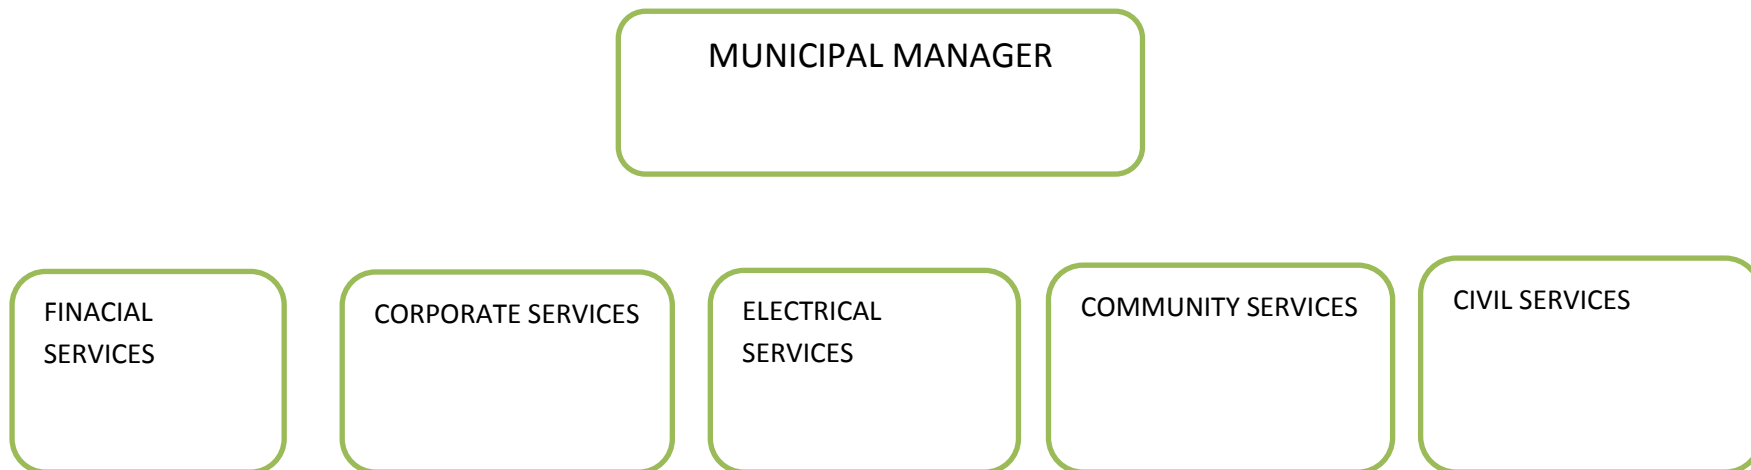 MUNICIPAL MANAGER
FINACIAL
SERVICES
CORPORATE SERVICES
ELECTRICAL
SERVICES
COMMUNITY SERVICES
CIVIL SERVICES